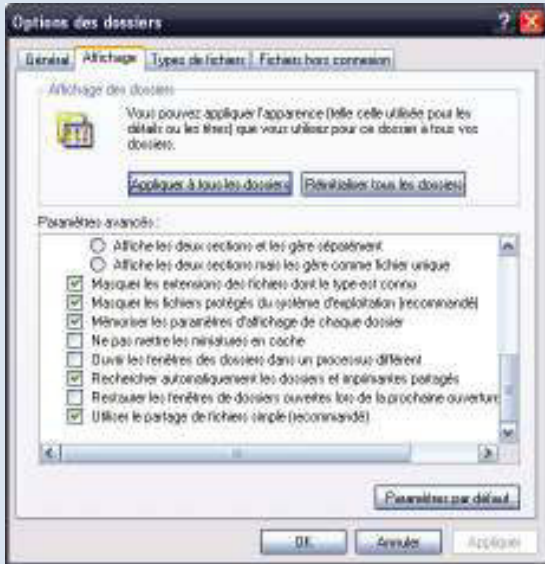 Options des dossiers
Général Affichage Types de fichiers Fichiers hors connexion
Affichage des dossiers
Vous pouvez appliquer l'apparence (telle celle utilisée pour les
détails ou les titres) que vous utilisez pour ce dossier à tous vos
dossiers.
Appliquer à tous les dossiers Réinitialiser tous les dossiers
Paramètres avancés :
Affiche les deux sections et les gère séparément
Affiche les deux sections mais les gère comme fichier unique
Masquer les extensions des fichiers dont le type est connu
Masquer les fichiers protégés du système d'exploitation (recommandé)
Mémoriser les paramètres d'affichage de chaque dossier
Ne pas mettre les miniatures en cache
Ouvrir les fenêtres des dossiers dans un processus différent
Rechercher automatiquement les dossiers et imprimantes partagés
Restaurer les fenêtres de dossiers ouvertes lors de la prochaine ouverture
Utiliser le partage de fichiers simple (recommandé)
Paramètres par défaut
OK Annuler Appliquer